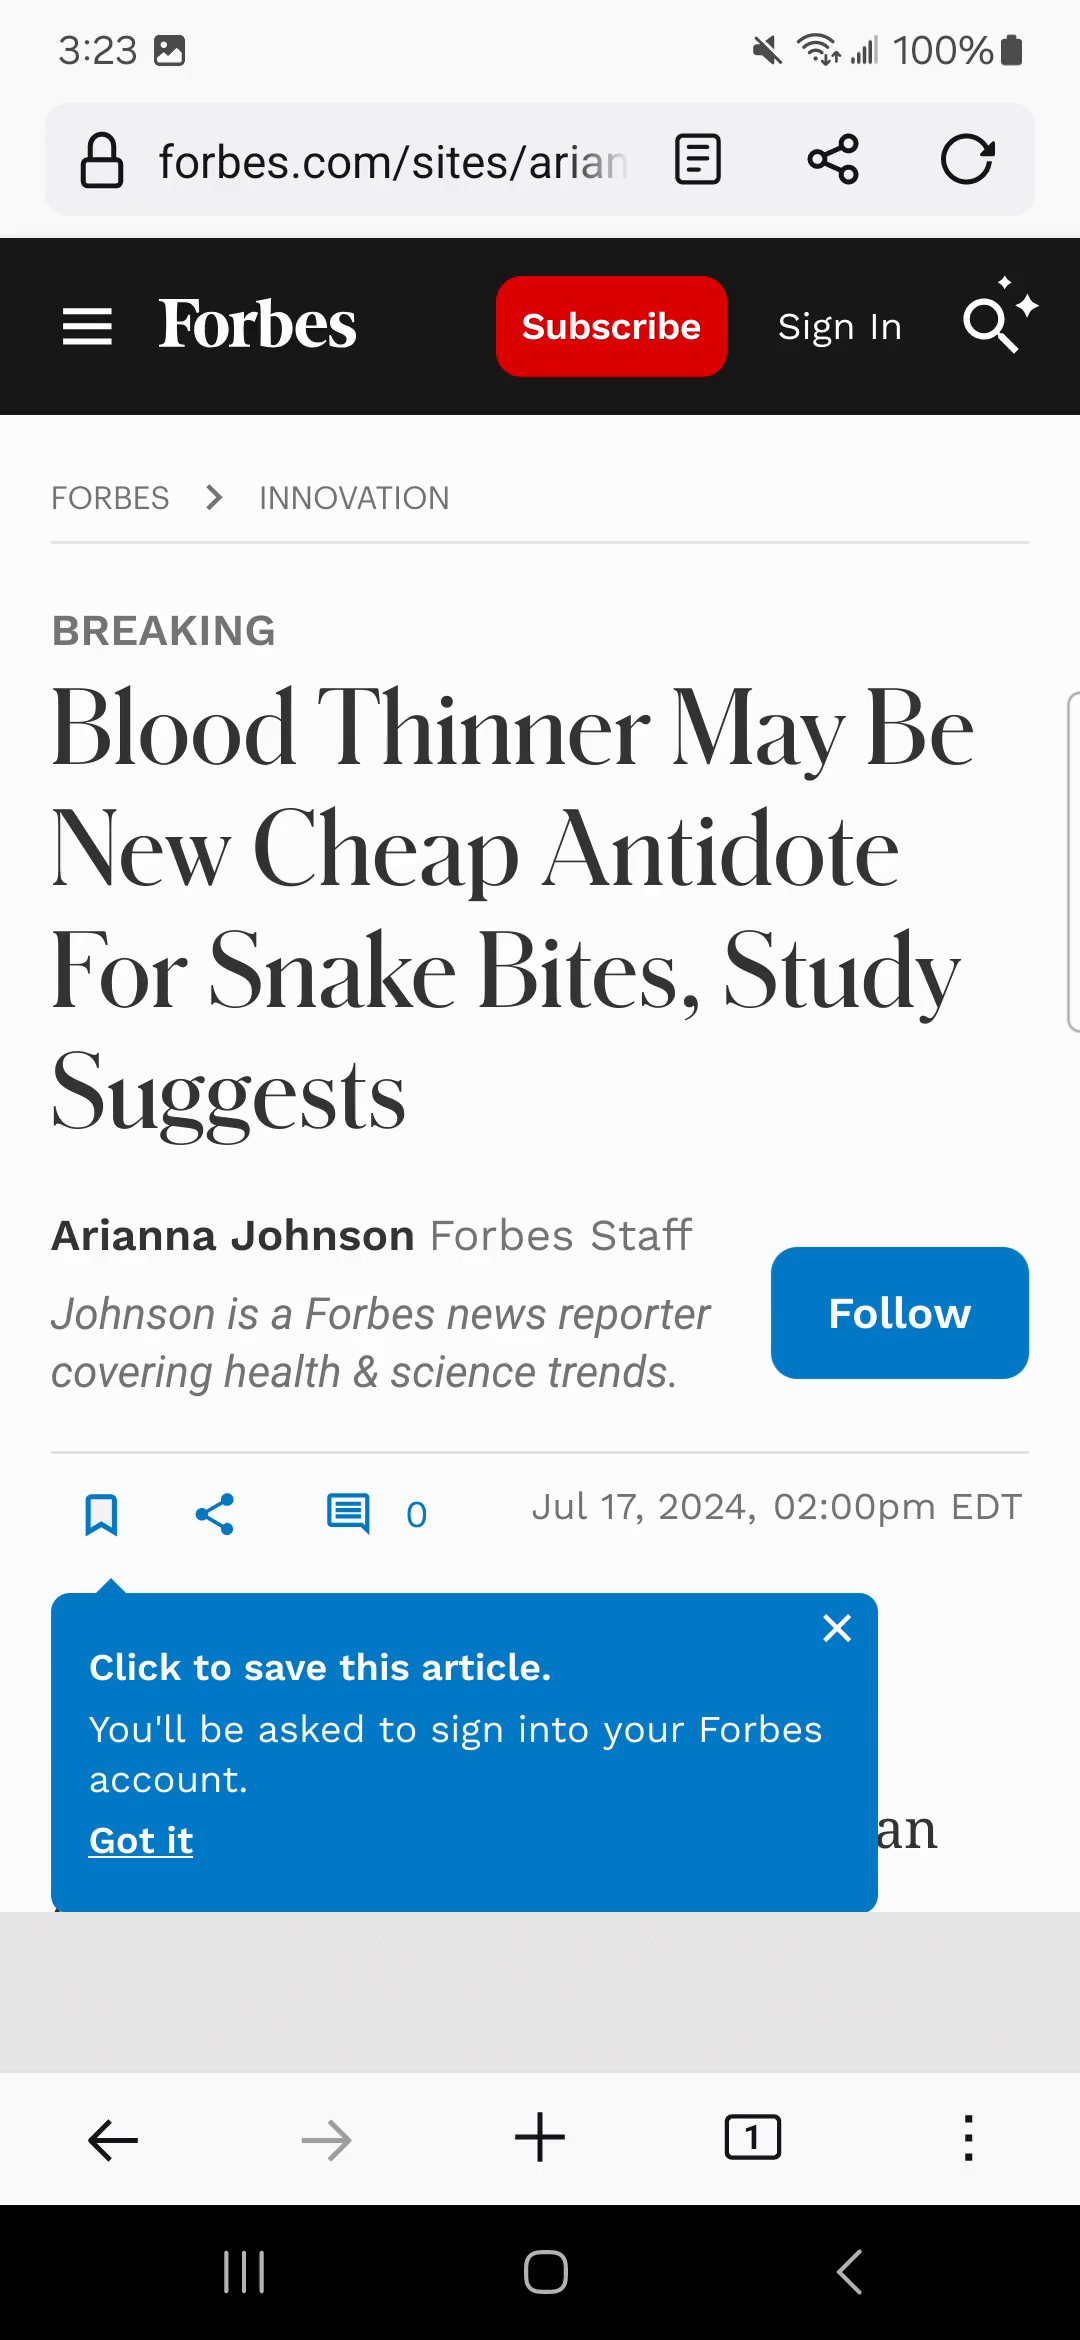 3:23 100%
forbes.com/sites/arian
Forbes Subscribe Sign In
FORBES > INNOVATION
BREAKING
Blood Thinner May Be
New Cheap Antidote
For Snake Bites, Study
Suggests
Arianna Johnson Forbes Staff
Johnson is a Forbes news reporter
covering health & science trends.
Follow
0 Jul 17, 2024, 02:00pm EDT
Click to save this article.
You'll be asked to sign into your Forbes
account.
Got it
an
1